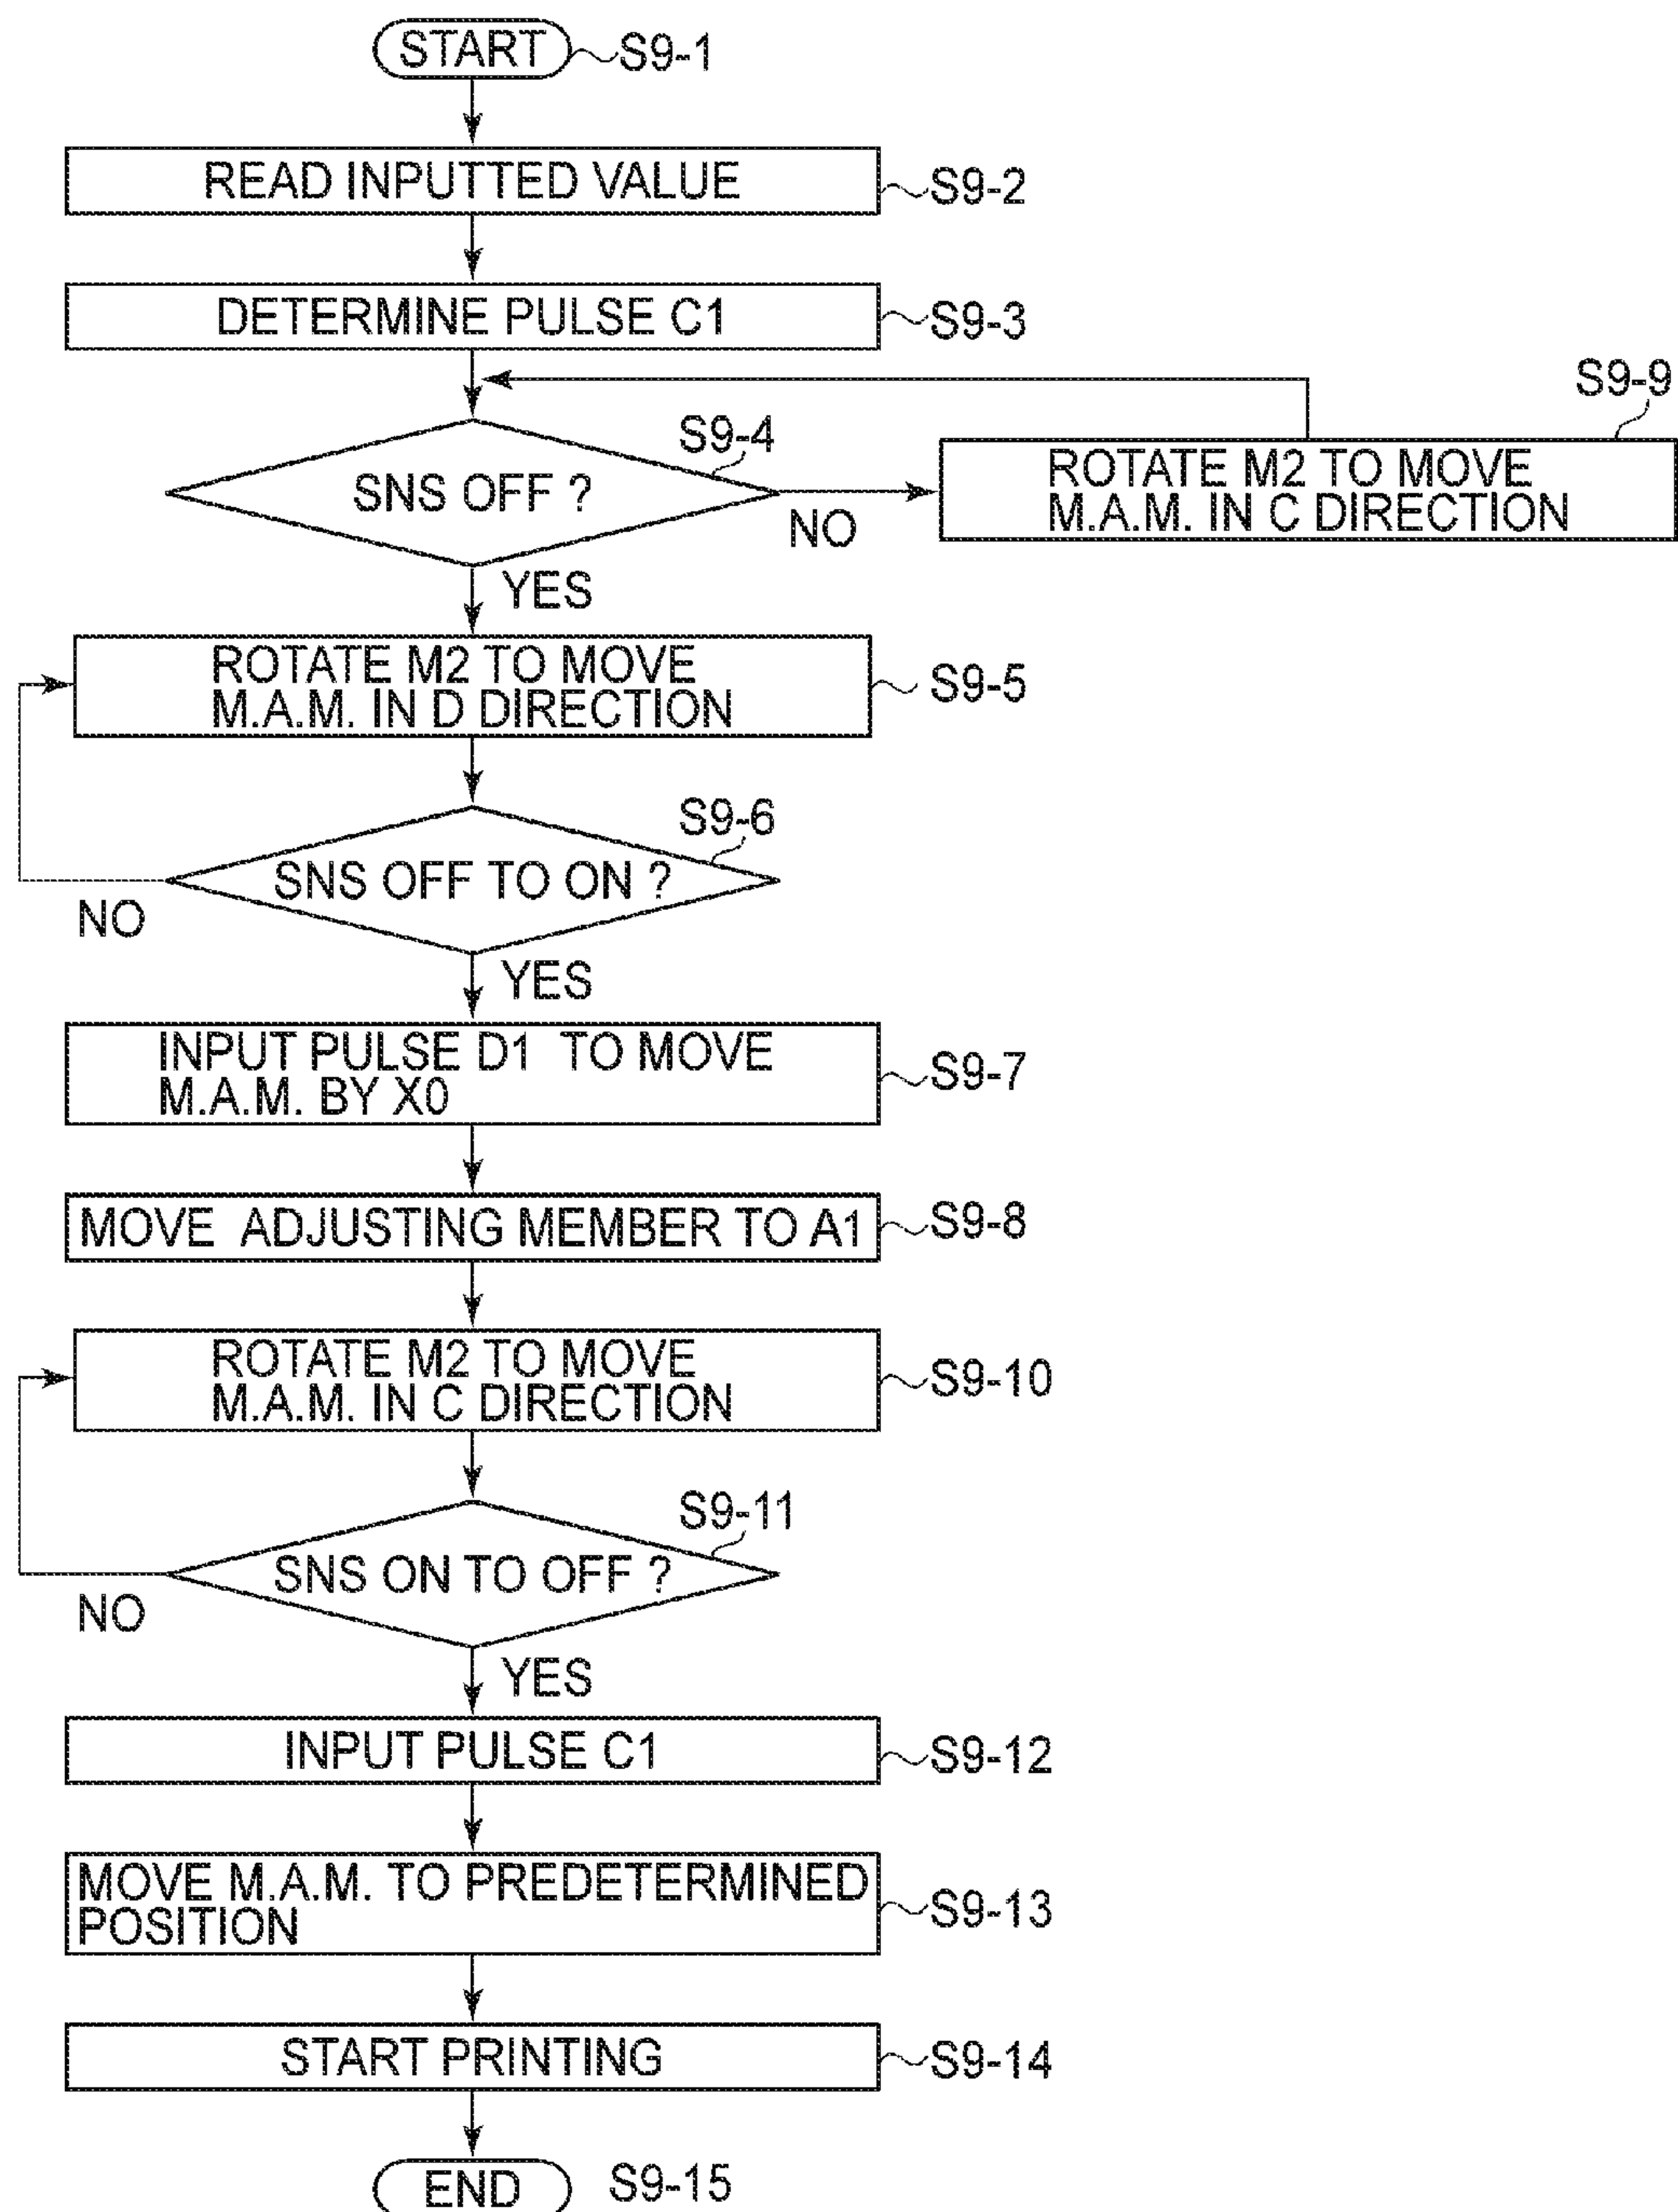 START
S9-1
READ INPUTTED VALUE
S9-2
DETERMINE PULSE C1
S9-3
S9-9
S9-4
SNS OFF ?
NO
ROTATE M2 TO MOVE
M.A.M. IN C DIRECTION
YES
ROTATE M2 TO MOVE
M.A.M. IN D DIRECTION
S9-5
S9-6
SNS OFF TO ON ?
NO
YES
INPUT PULSE D1 TO MOVE
M.A.M. BY X0
S9-7
MOVE ADJUSTING MEMBER TO A1
S9-8
ROTATE M2 TO MOVE
M.A.M. IN C DIRECTION
S9-10
S9-11
SNS ON TO OFF ?
NO
YES
INPUT PULSE C1
S9-12
MOVE M.A.M. TO PREDETERMINED
POSITION
S9-13
START PRINTING
S9-14
END
S9-15